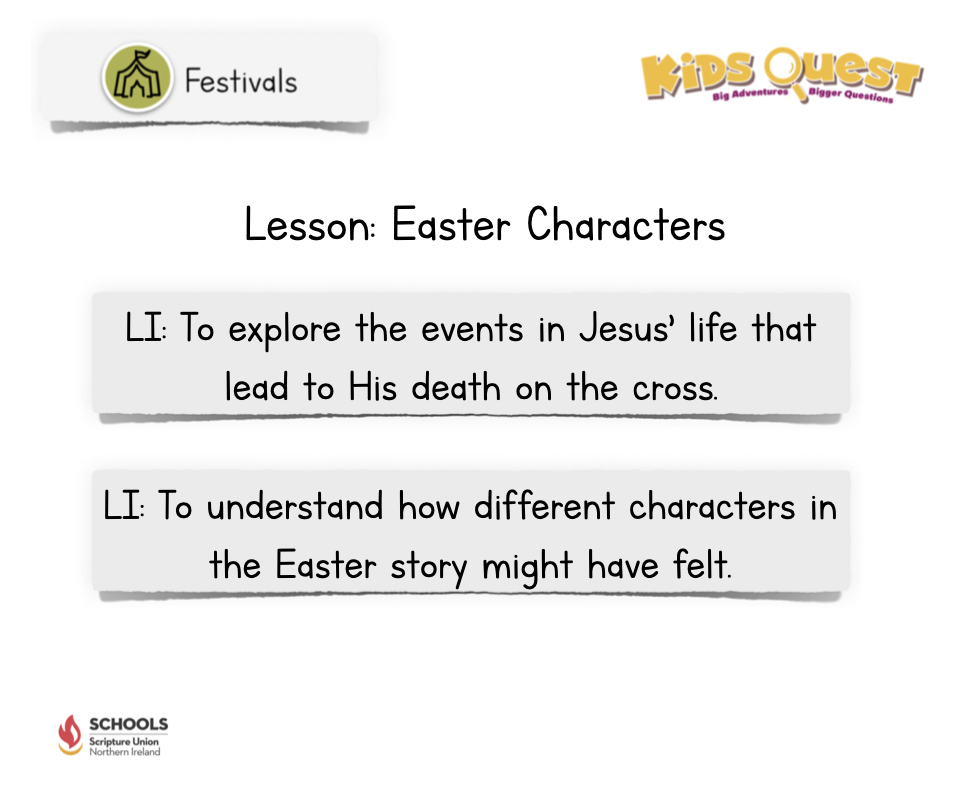 Festivals
KiDS QUEST
Big Adventures Bigger Questions
Lesson: Easter Characters
LI: To explore the events in Jesus' life that
lead to His death on the cross.
LI: To understand how different characters in
the Easter story might have felt.
SCHOOLS
Scripture Union
Northern Ireland